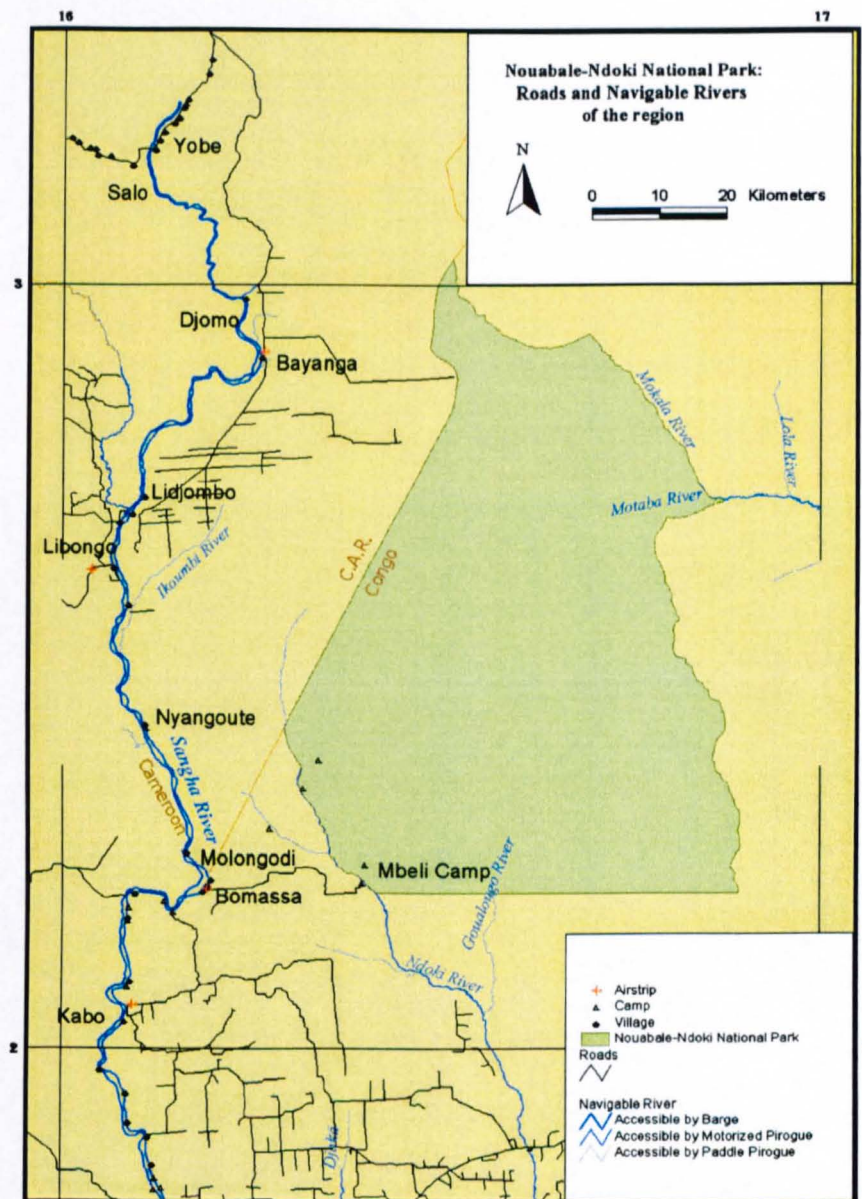 16
17
Nouabale-Ndoki National Park:
Roads and Navigable Rivers
of the region
N
0 10 20 Kilometers
Yobe
Salo
3
Djomo
Bayanga
Mokala River
Lola River
Lidjombo
Motaba River
Libongo
Ikoumbi River
C.A.R.
Congo
Nyangoute
Sangha River
Cameroon
Molongodi
Mbeli Camp
Bomassa
Goualongo River
Ndoki River
Kabo
2
Djeke
Airstrip
Camp
Village
Nouabale-Ndoki National Park
Roads
Navigable River
Accessible by Barge
Accessible by Motorized Pirogue
Accessible by Paddle Pirogue